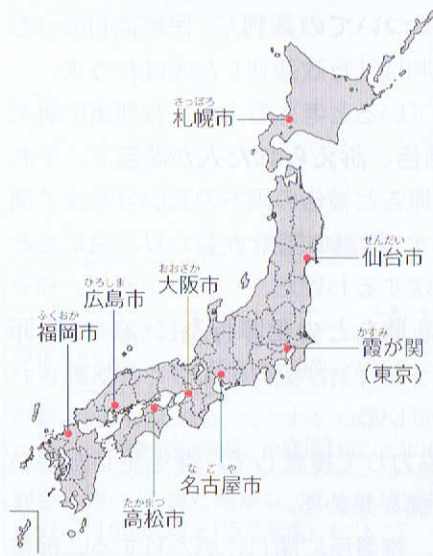 さっぽろ
札幌市
せんだい
仙台市
かすみ
霞が関
(東京)
おおさか
大阪市
ひろしま
広島市
ふくおか
福岡市
なごや
名古屋市
たかまつ
高松市